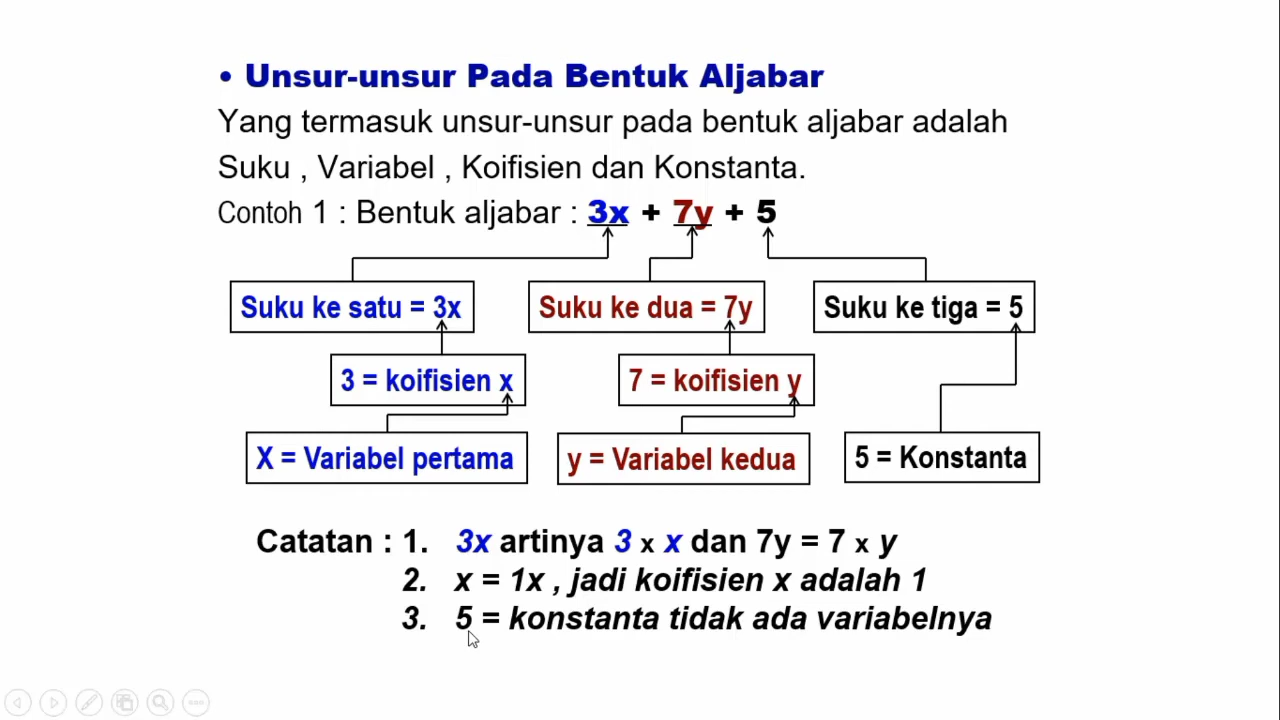 • Unsur-unsur Pada Bentuk Aljabar
Yang termasuk unsur-unsur pada bentuk aljabar adalah
Suku , Variabel , Koifisien dan Konstanta.
Contoh 1 : Bentuk aljabar : 3x + 7y + 5
Suku ke satu = 3x
Suku ke dua = 7y
Suku ke tiga = 5
3 = koifisien x
7 = koifisien y
X = Variabel pertama
y = Variabel kedua
5 = Konstanta
Catatan : 1. 3x artinya 3 x x dan 7y = 7 x y
2. x = 1x , jadi koifisien x adalah 1
3. 5 = konstanta tidak ada variabelnya